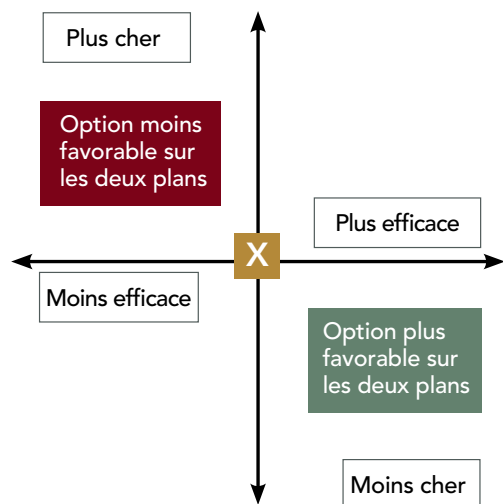 Plus cher
Option moins
favorable sur
les deux plans
Plus efficace
X
Moins efficace
Option plus
favorable sur
les deux plans
Moins cher